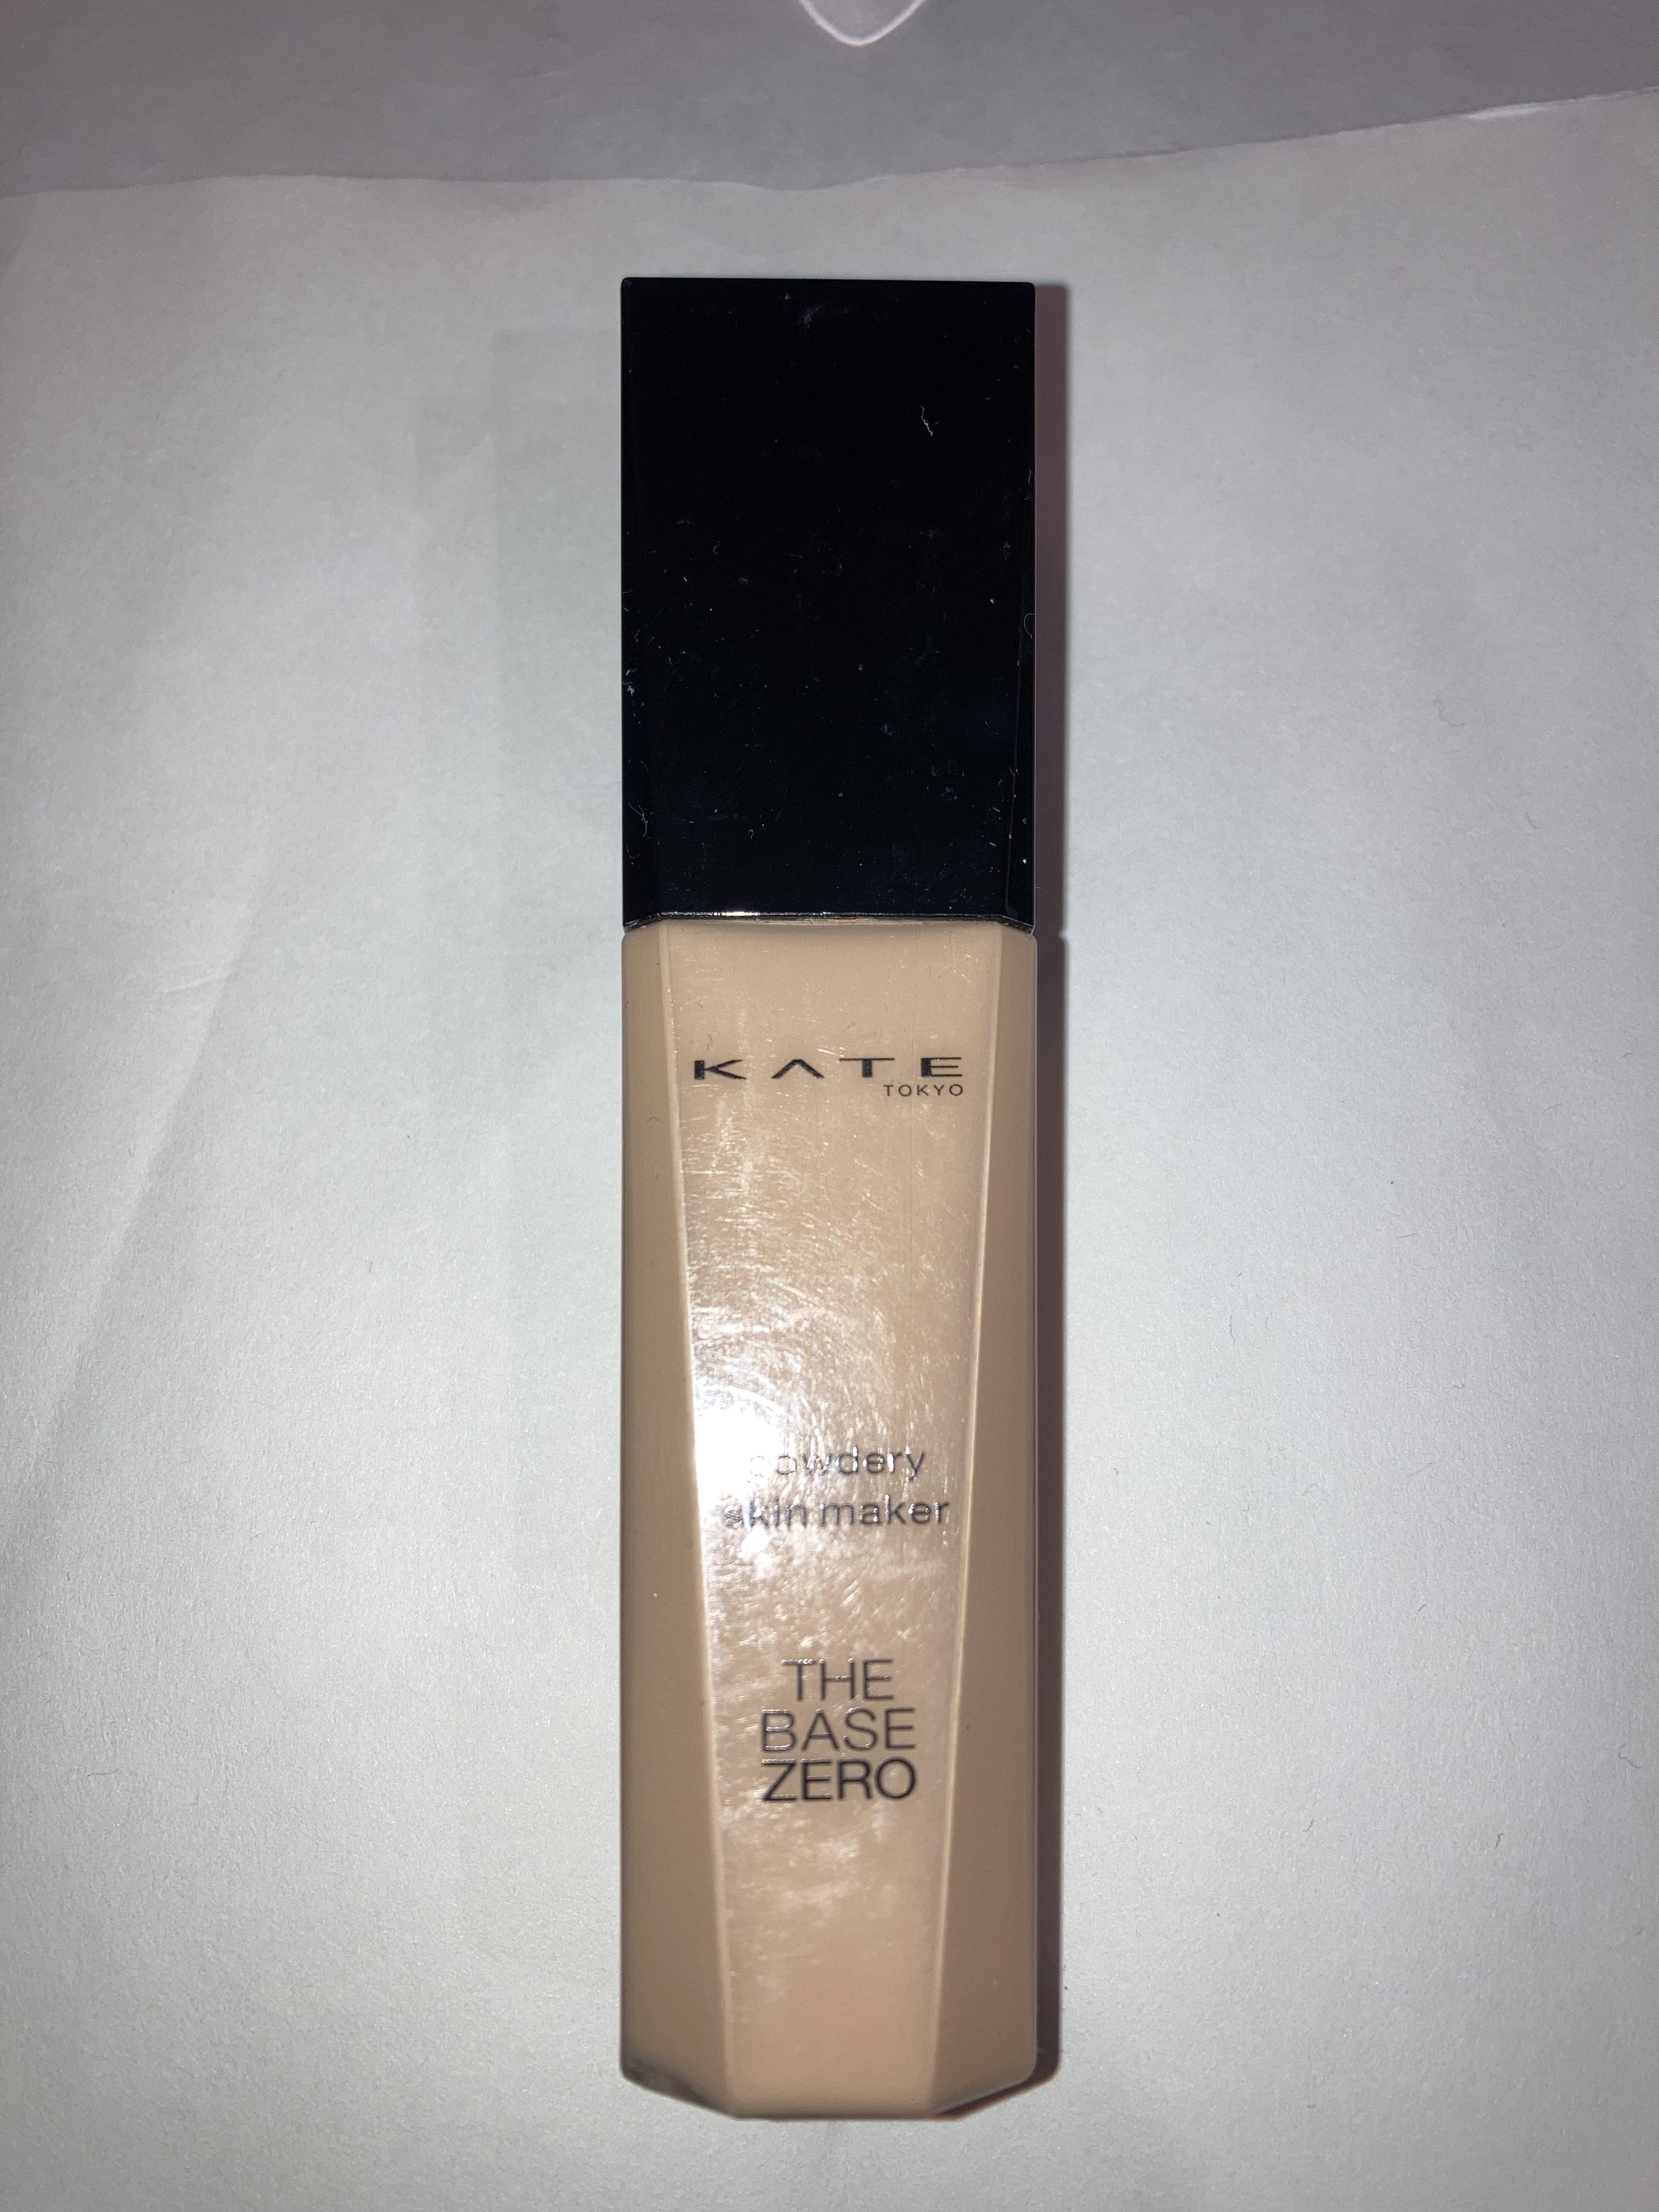 KATE
TOKYO
powdery
skin maker
THE
BASE
ZERO